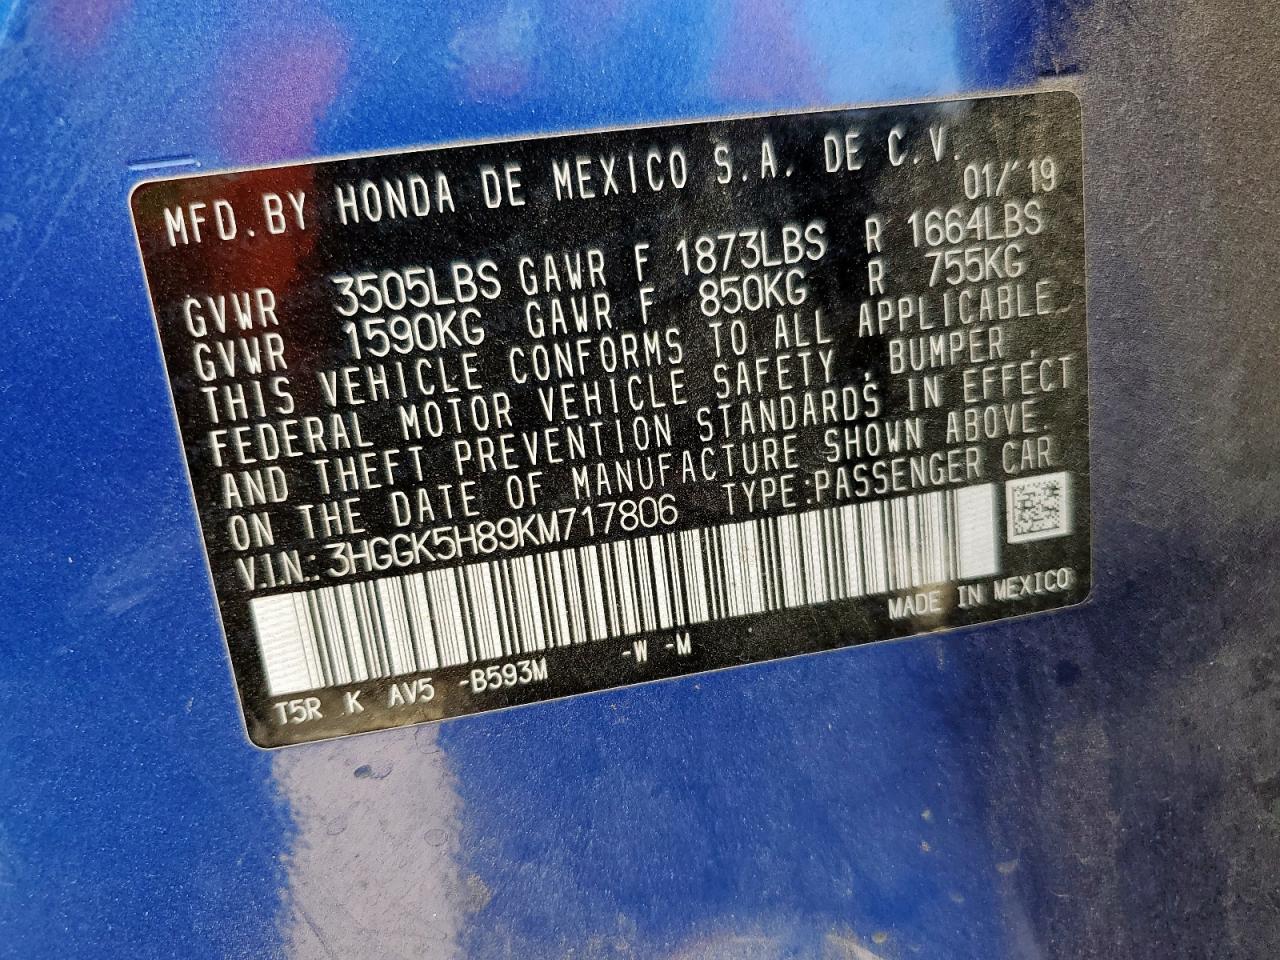 MFD.BY HONDA DE MEXICO S.A. DE C.V.
01/'19
GVWR 3505LBS GAWR F 1873LBS R 1664LBS
GVWR 1590KG GAWR F 850KG R 755KG
THIS VEHICLE CONFORMS TO ALL APPLICABLE
FEDERAL MOTOR VEHICLE SAFETY , BUMPER ,
AND THEFT PREVENTION STANDARDS IN EFFECT
ON THE DATE OF MANUFACTURE SHOWN ABOVE.
V.I.N.: 3HGGK5H89KM717806 TYPE:PASSENGER CAR
MADE IN MEXICO
T5R K AV5 -B593M -W -M